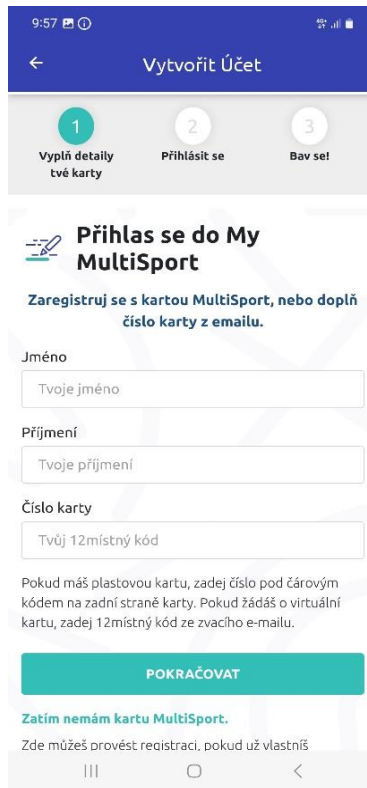 9:57
Vytvořit Účet
1
2
3
Vyplň detaily
tvé karty
Přihlásit se
Bav se!
Přihlas se do My
MultiSport
Zaregistruj se s kartou MultiSport, nebo doplň
číslo karty z emailu.
Jméno
Tvoje jméno
Příjmení
Tvoje příjmení
Číslo karty
Tvůj 12místný kód
Pokud máš plastovou kartu, zadej číslo pod čárovým
kódem na zadní straně karty. Pokud žádáš o virtuální
kartu, zadej 12místný kód ze zvacího e-mailu.
POKRAČOVAT
Zatím nemám kartu MultiSport.
Zde můžeš provést registraci, pokud už vlastníš